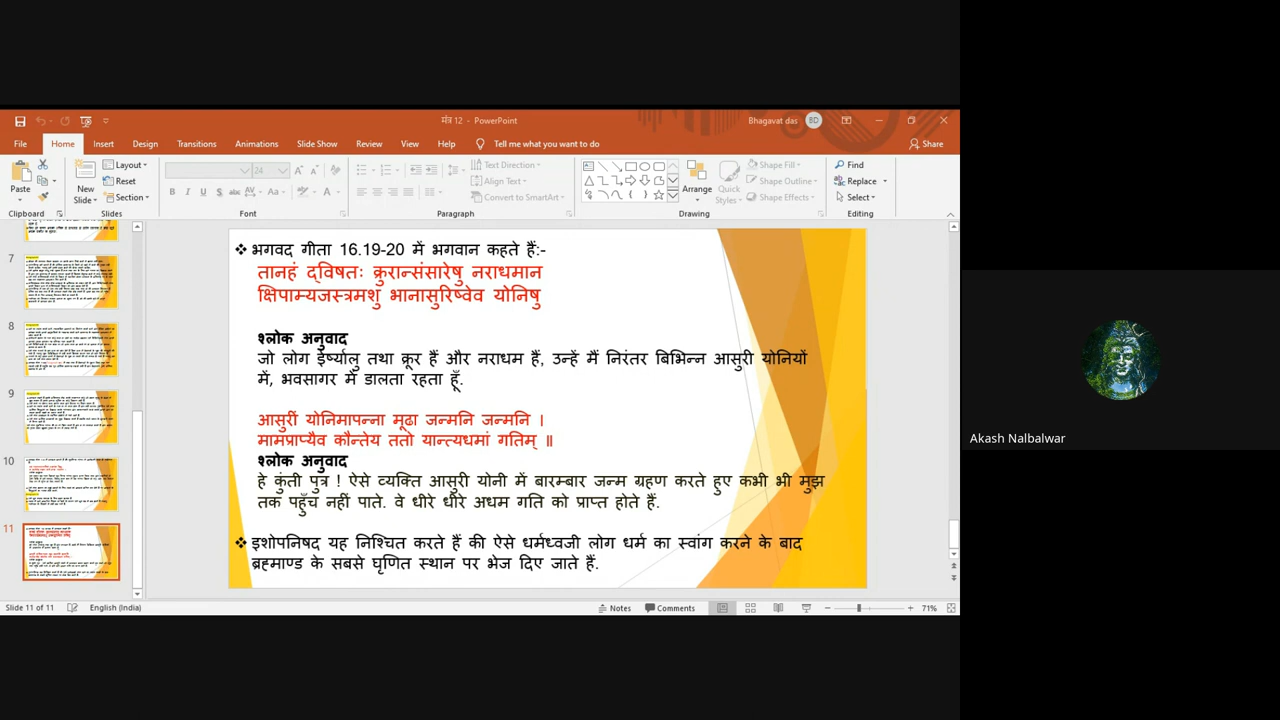 मंत्र 12 - PowerPoint
Bhagavat das BD
File Home Insert Design Transitions Animations Slide Show Review View Help Tell me what you want to do Share
Paste
New
Slide
Layout
Reset
Section
24
Text Direction
Align Text
Convert to SmartArt
Arrange
Quick
Styles
Shape Fill
Shape Outline
Shape Effects
Find
Replace
Select
Clipboard Slides Font Paragraph Drawing Editing
7
8
9
10
11
❖ भगवद गीता 16.19-20 में भगवान कहते हैं:-
तानहं द्विषतः क्रुरान्संसारेषु नराधमान
क्षिपाम्यजस्त्रमशु भानासुरिष्वेव योनिषु
श्लोक अनुवाद
जो लोग ईर्ष्यालु तथा क्रूर हैं और नराधम हैं, उन्हें मैं निरंतर बिभिन्न आसुरी योनियों
में, भवसागर में डालता रहता हूँ.
आसुरीं योनिमापन्ना मूढा जन्मनि जन्मनि ।
मामप्राप्यैव कौन्तेय ततो यान्त्यधमां गतिम् ॥
श्लोक अनुवाद
हे कुंती पुत्र ! ऐसे व्यक्ति आसुरी योनी में बारम्बार जन्म ग्रहण करते हुए कभी भी मुझ
तक पहुँच नहीं पाते. वे धीरे धीरे अधम गति को प्राप्त होते हैं.
❖ इशोपनिषद यह निश्चित करते हैं की ऐसे धर्मध्वजी लोग धर्म का स्वांग करने के बाद
ब्रह्माण्ड के सबसे घृणित स्थान पर भेज दिए जाते हैं.
Akash Nalbalwar
Slide 11 of 11 English (India) Notes Comments 71%